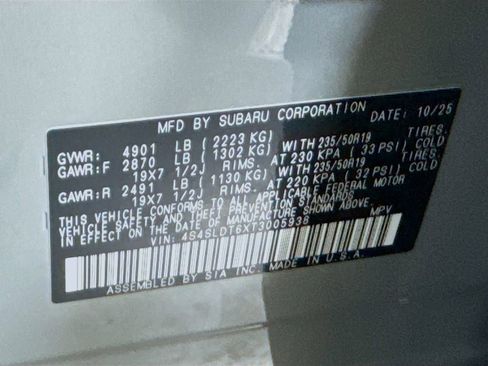 MFD BY SUBARU CORPORATION DATE: 10/25
GVWR: 4901 LB ( 2223 KG)
GAWR:F 2870 LB ( 1302 KG) WITH 235/50R19 TIRES.
19X7 1/2J RIMS. AT 230 KPA ( 33 PSI) COLD
GAWR:R 2491 LB ( 1130 KG) WITH 235/50R19 TIRES.
19X7 1/2J RIMS. AT 220 KPA ( 32 PSI) COLD
THIS VEHICLE CONFORMS TO ALL APPLICABLE FEDERAL MOTOR
VEHICLE SAFETY AND THEFT PREVENTION STANDARDS
IN EFFECT ON THE DATE OF MANUFACTURE SHOWN ABOVE.
VIN: 4S4SLDT6XT3005938 MPV
ASSEMBLED BY SIA INC. MADE IN U.S.A.